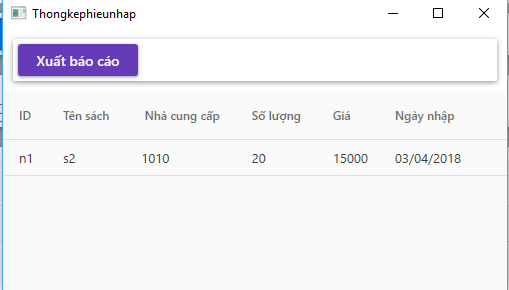 Thongkephieunhap
Xuất báo cáo
ID Tên sách Nhà cung cấp Số lượng Giá Ngày nhập
n1 s2 1010 20 15000 03/04/2018